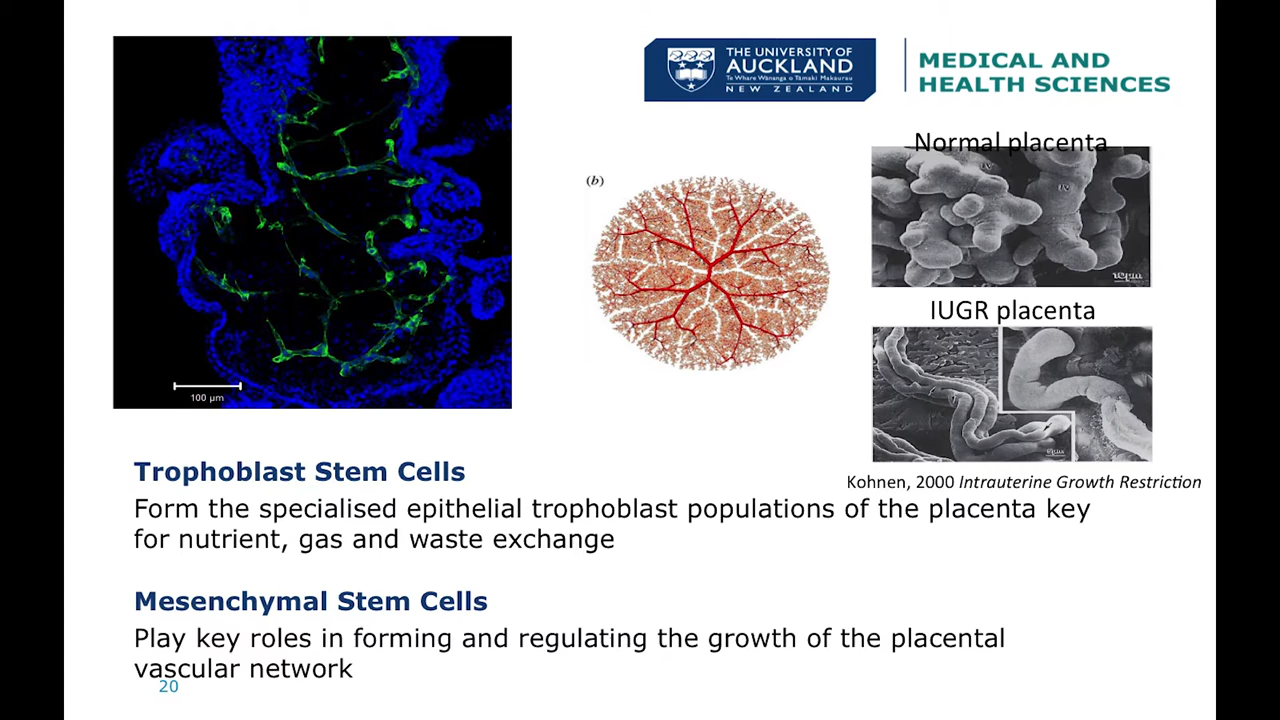 THE UNIVERSITY OF
AUCKLAND
Te Whare Wānanga o Tāmaki Makaurau
NEW ZEALAND
MEDICAL AND
HEALTH SCIENCES
Normal placenta
(b)
IUGR placenta
100 µm
Trophoblast Stem Cells
Kohnen, 2000 Intrauterine Growth Restriction
Form the specialised epithelial trophoblast populations of the placenta key
for nutrient, gas and waste exchange
Mesenchymal Stem Cells
Play key roles in forming and regulating the growth of the placental
vascular network
20